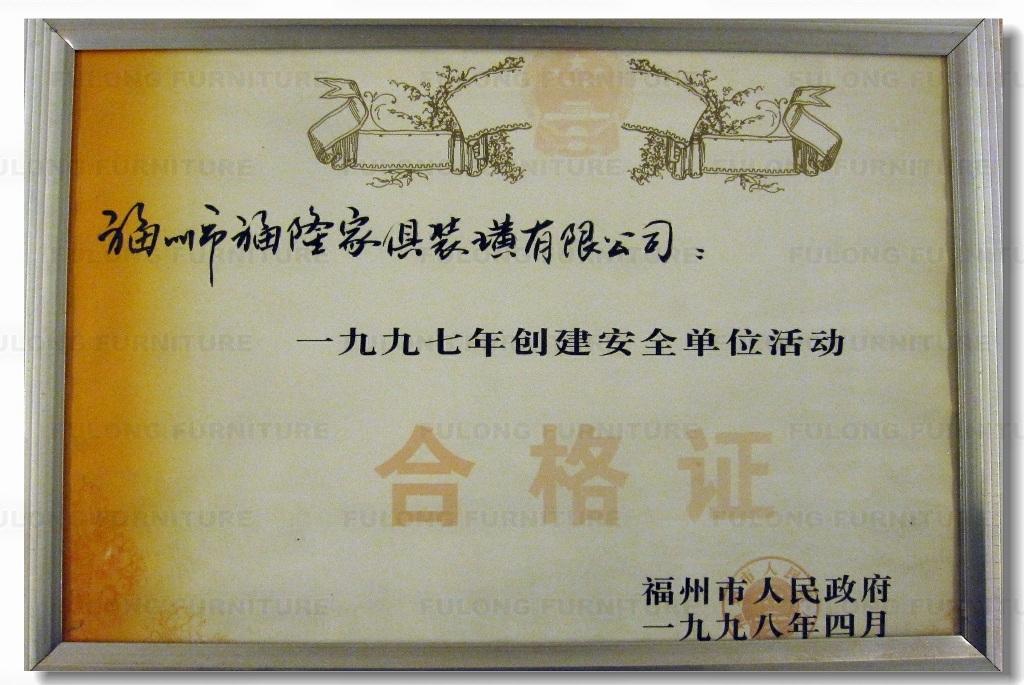 福州市福隆家俱装璜有限公司：
一九九七年创建安全单位活动
合格证
福州市人民政府
一九九八年四月
FULONG FURNITURE